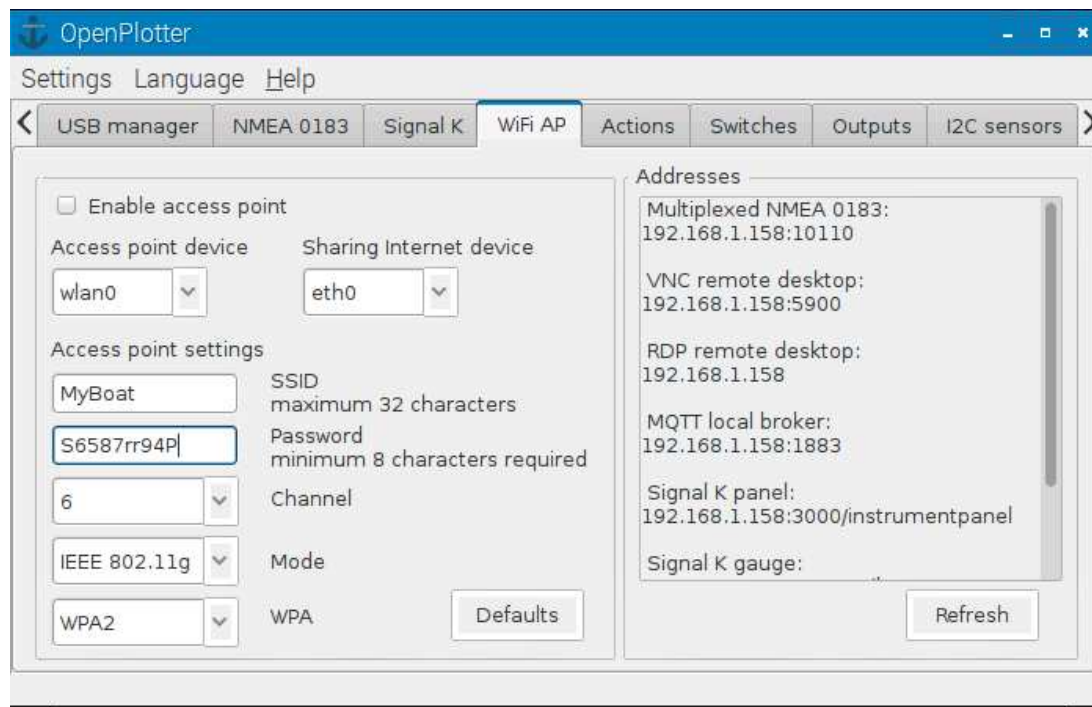 OpenPlotter
Settings Language Help
USB manager NMEA 0183 Signal K WiFi AP Actions Switches Outputs I2C sensors
Enable access point
Access point device Sharing Internet device
wlan0 eth0
Access point settings
MyBoat SSID
maximum 32 characters
S6587rr94P Password
minimum 8 characters required
6 Channel
IEEE 802.11g Mode
WPA2 WPA
Defaults
Addresses
Multiplexed NMEA 0183:
192.168.1.158:10110
VNC remote desktop:
192.168.1.158:5900
RDP remote desktop:
192.168.1.158
MQTT local broker:
192.168.1.158:1883
Signal K panel:
192.168.1.158:3000/instrumentpanel
Signal K gauge:
Refresh